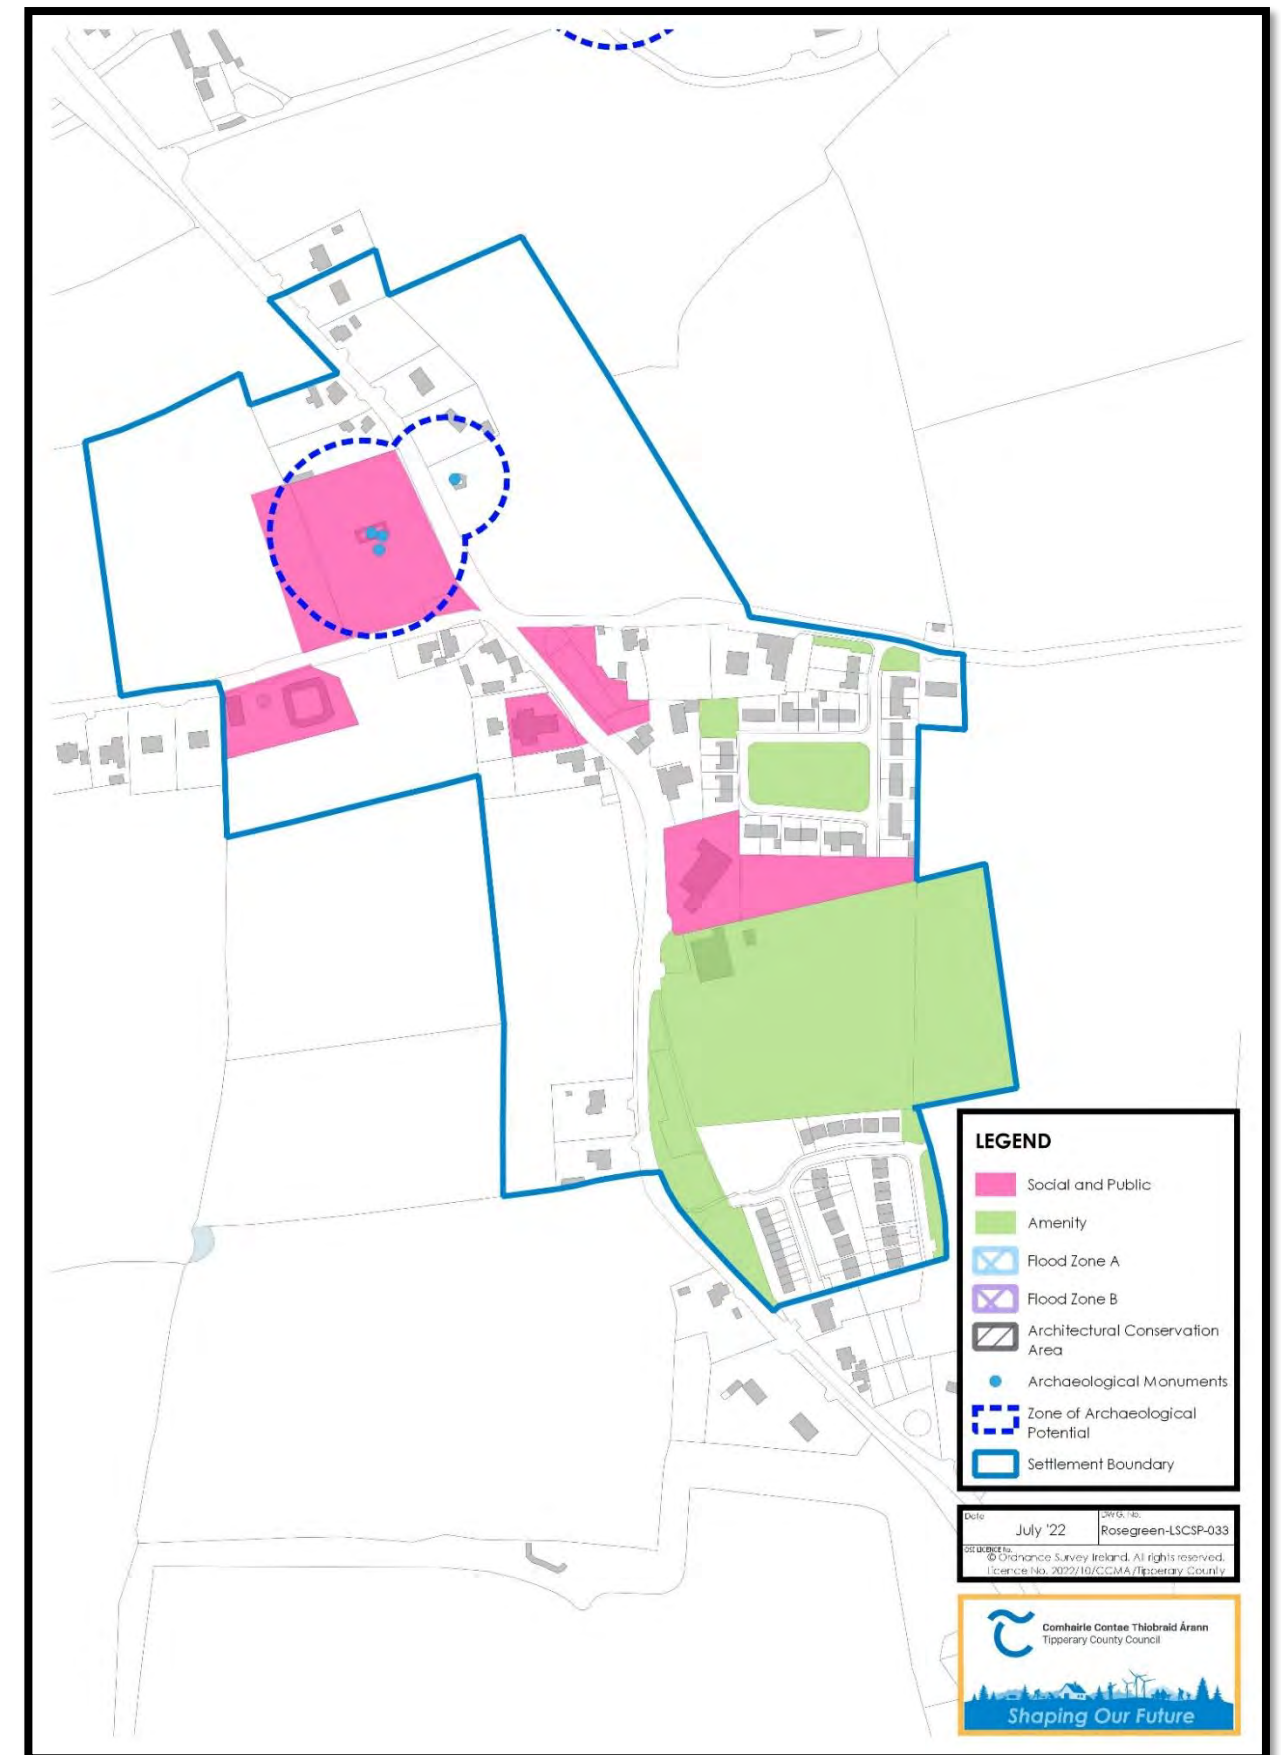 LEGEND
Social and Public
Amenity
Flood Zone A
Flood Zone B
Architectural Conservation
Area
Archaeological Monuments
Zone of Archaeological
Potential
Settlement Boundary
Date
DWG. No.
July '22
Rosegreen-LSCSP-033
OSI LICENCE No.
© Ordnance Survey Ireland. All rights reserved.
Licence No. 2022/10/CCMA/Tipperary County
Comhairle Contae Thiobraid Árann
Tipperary County Council
Shaping Our Future